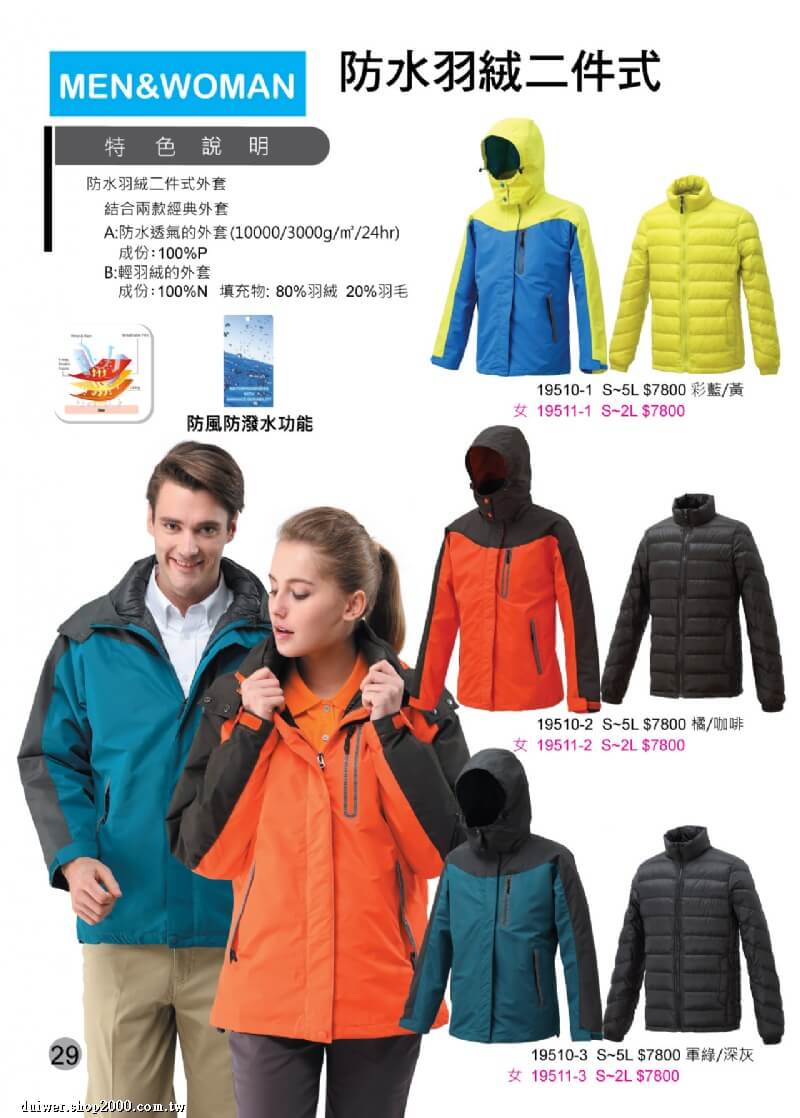 MEN&WOMAN
防水羽絨二件式
特色說明
防水羽絨二件式外套
結合兩款經典外套
A:防水透氣的外套(10000/3000g/㎡/24hr)
成份:100%P
B:輕羽絨的外套
成份:100%N 填充物: 80%羽絨 20%羽毛
防風防潑水功能
19510-1 S~5L $7800 彩藍/黃
女 19511-1 S~2L $7800
19510-2 S~5L $7800 橘/咖啡
女 19511-2 S~2L $7800
19510-3 S~5L $7800 軍綠/深灰
女 19511-3 S~2L $7800
29
duiwer.shop2000.com.tw